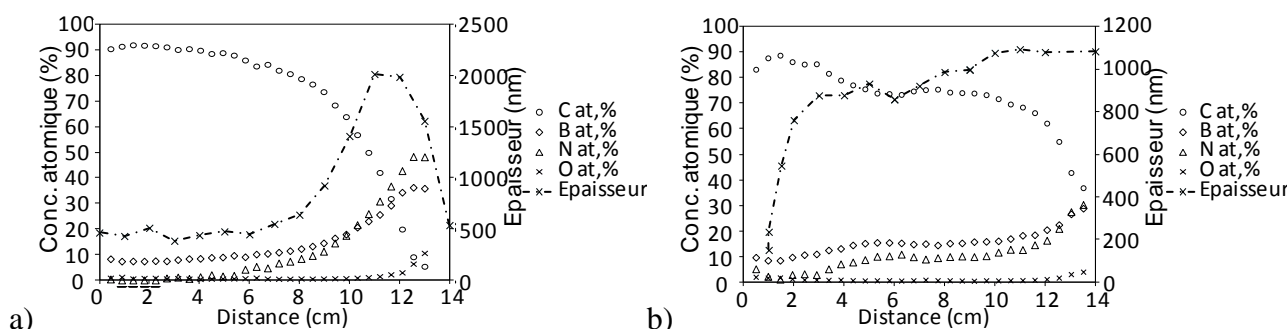 a)
Conc. atomique (%)
100
90
80
70
60
50
40
30
20
10
0
0 2 4 6 8 10 12 14
Distance (cm)
2500
2000
1500
1000
500
0
Epaisseur (nm)
C at,%
B at,%
N at,%
O at,%
Epaisseur
b)
Conc. atomique (%)
100
90
80
70
60
50
40
30
20
10
0
0 2 4 6 8 10 12 14
Distance (cm)
1200
1000
800
600
400
200
0
Epaisseur (nm)
C at,%
B at,%
N at,%
O at,%
Epaisseur